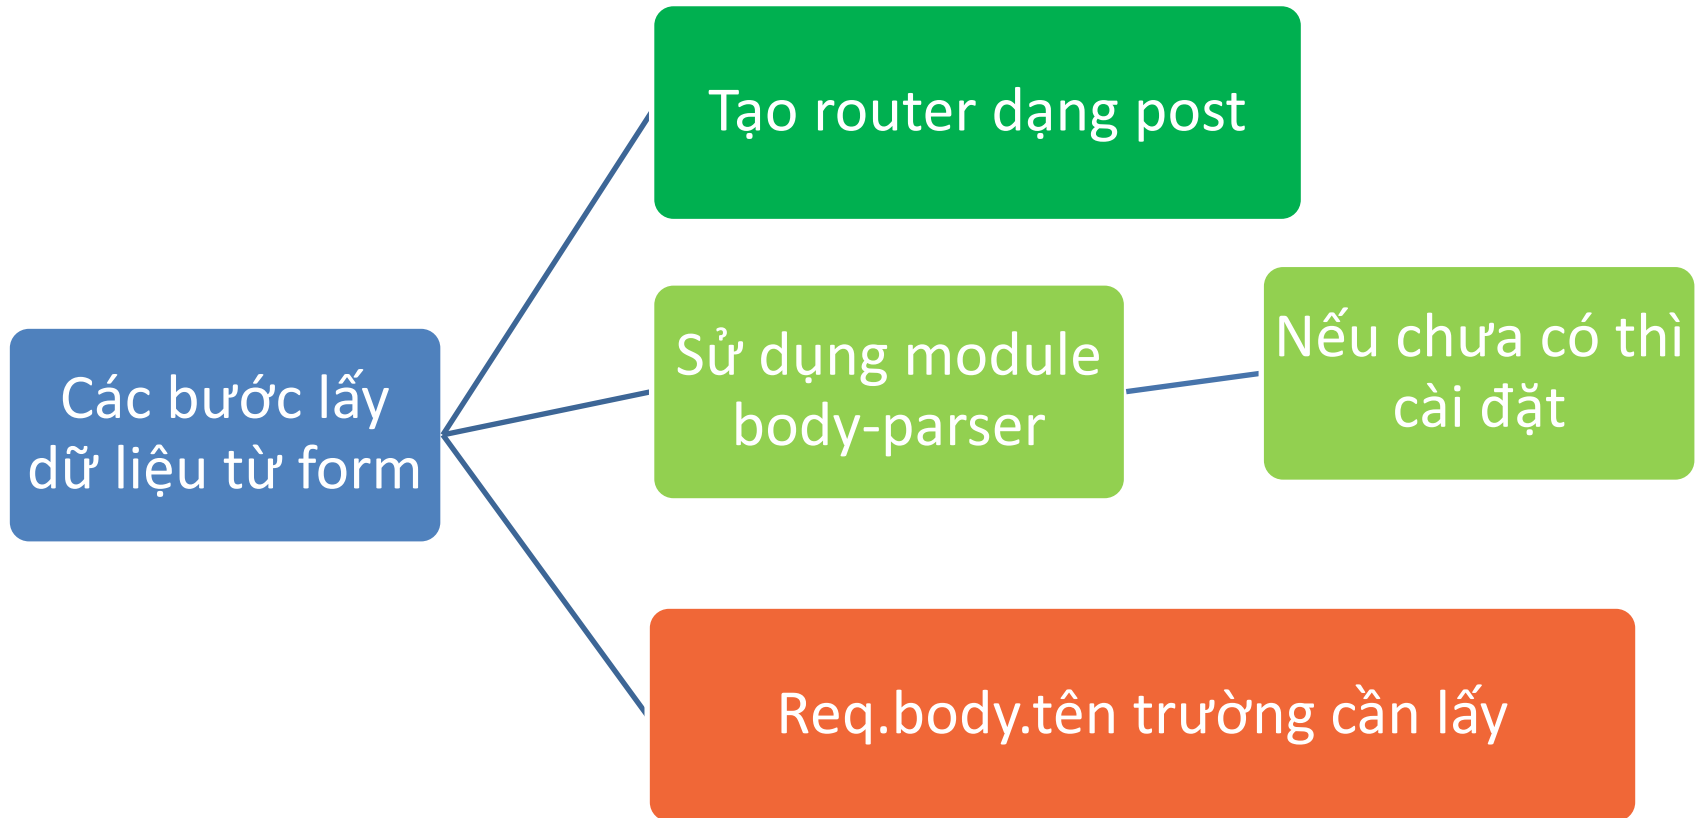 Tạo router dạng post
Các bước lấy
dữ liệu từ form
Sử dụng module
body-parser
Nếu chưa có thì
cài đặt
Req.body.tên trường cần lấy